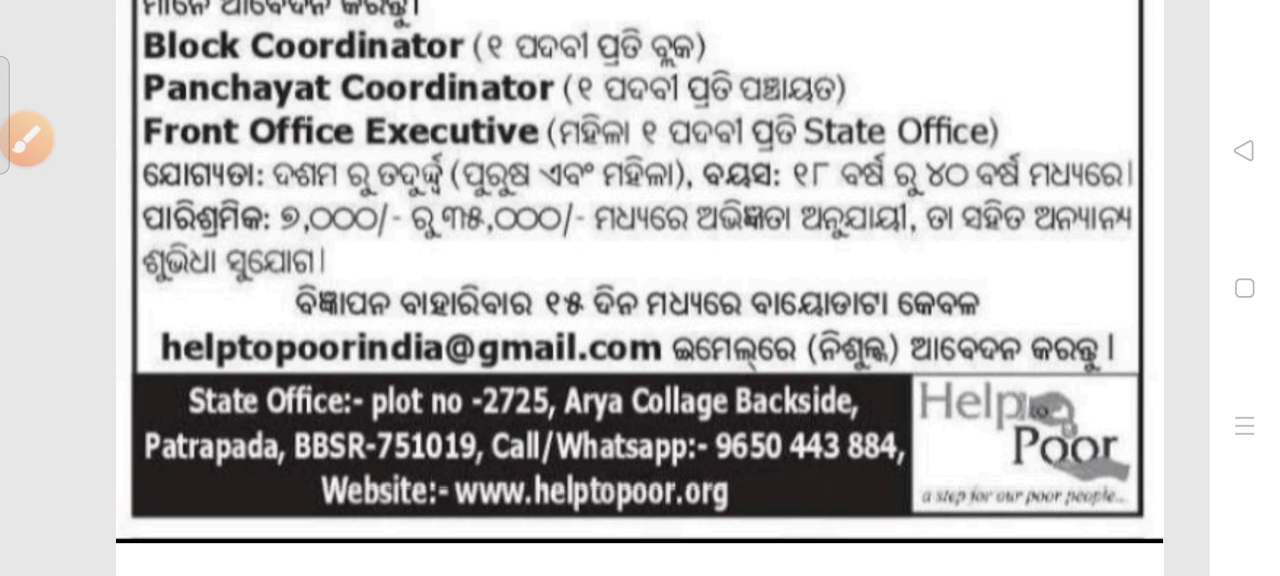 ମାନେ ଆବେଦନ କରନ୍ତୁ।
Block Coordinator (୧ ପଦବୀ ପ୍ରତି ବ୍ଲକ)
Panchayat Coordinator (୧ ପଦବୀ ପ୍ରତି ପଞ୍ଚାୟତ)
Front Office Executive (ମହିଳା ୧ ପଦବୀ ପ୍ରତି State Office)
ଯୋଗ୍ୟତା: ଦଶମ ରୁ ତଦୁର୍ଦ୍ଧ୍ୱ (ପୁରୁଷ ଏବଂ ମହିଳା), ବୟସ: ୧୮ ବର୍ଷ ରୁ ୪୦ ବର୍ଷ ମଧ୍ୟରେ।
ପାରିଶ୍ରମିକ: ୭,୦୦୦/- ରୁ ୩୫,୦୦୦/- ମଧ୍ୟରେ ଅଭିଜ୍ଞତା ଅନୁଯାୟୀ, ତା ସହିତ ଅନ୍ୟାନ୍ୟ
ଶୁଭିଧା ସୁଯୋଗ।
ବିଜ୍ଞାପନ ବାହାରିବାର ୧୫ ଦିନ ମଧ୍ୟରେ ବାୟୋଡାଟା କେବଳ
helptopoorindia@gmail.com ଇମେଲ୍‌ରେ (ନିଶୁଳ୍କ) ଆବେଦନ କରନ୍ତୁ ।
State Office:- plot no -2725, Arya Collage Backside,
Patrapada, BBSR-751019, Call/Whatsapp:- 9650 443 884,
Website:- www.helptopoor.org
Help
to
Poor
a step for our poor people...